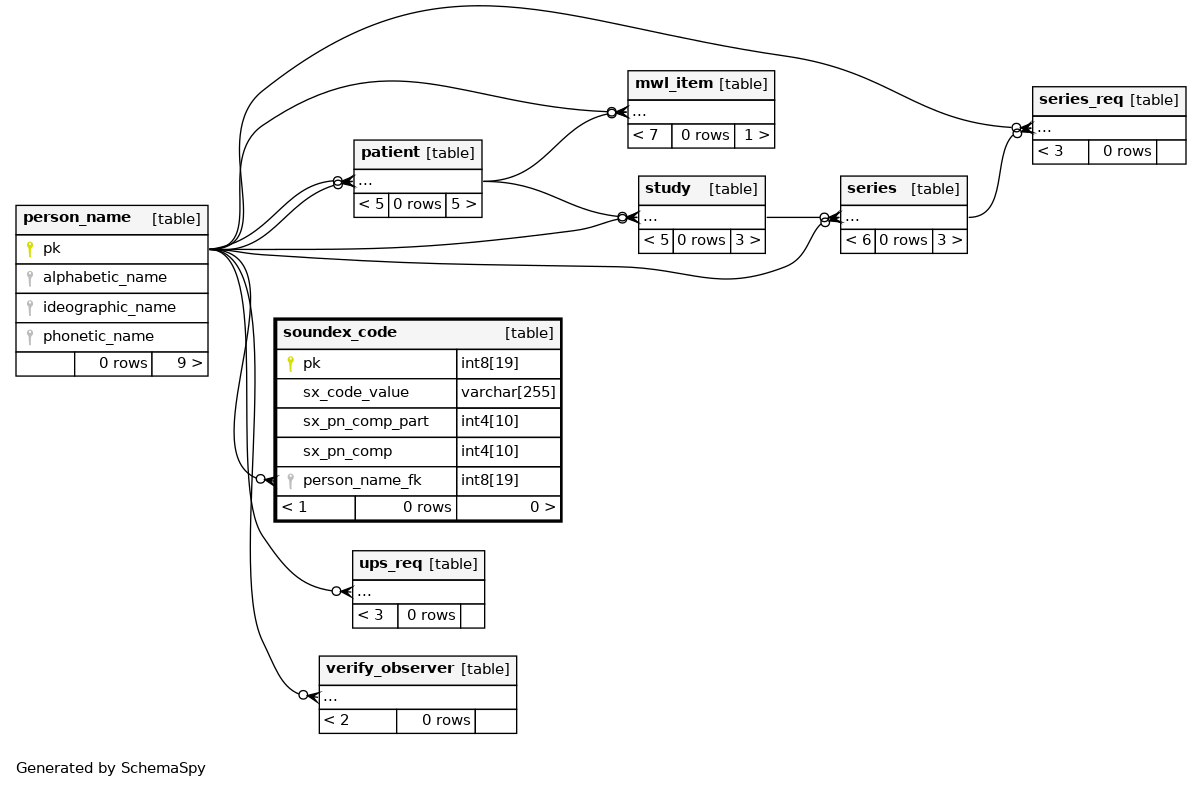 mwl_item [table]
...
< 7 0 rows 1 >
series_req [table]
...
< 3 0 rows
patient [table]
...
< 5 0 rows 5 >
study [table]
...
< 5 0 rows 3 >
series [table]
...
< 6 0 rows 3 >
person_name [table]
pk
alphabetic_name
ideographic_name
phonetic_name
0 rows 9 >
soundex_code [table]
pk int8[19]
sx_code_value varchar[255]
sx_pn_comp_part int4[10]
sx_pn_comp int4[10]
person_name_fk int8[19]
< 1 0 rows 0 >
ups_req [table]
...
< 3 0 rows
verify_observer [table]
...
< 2 0 rows
Generated by SchemaSpy